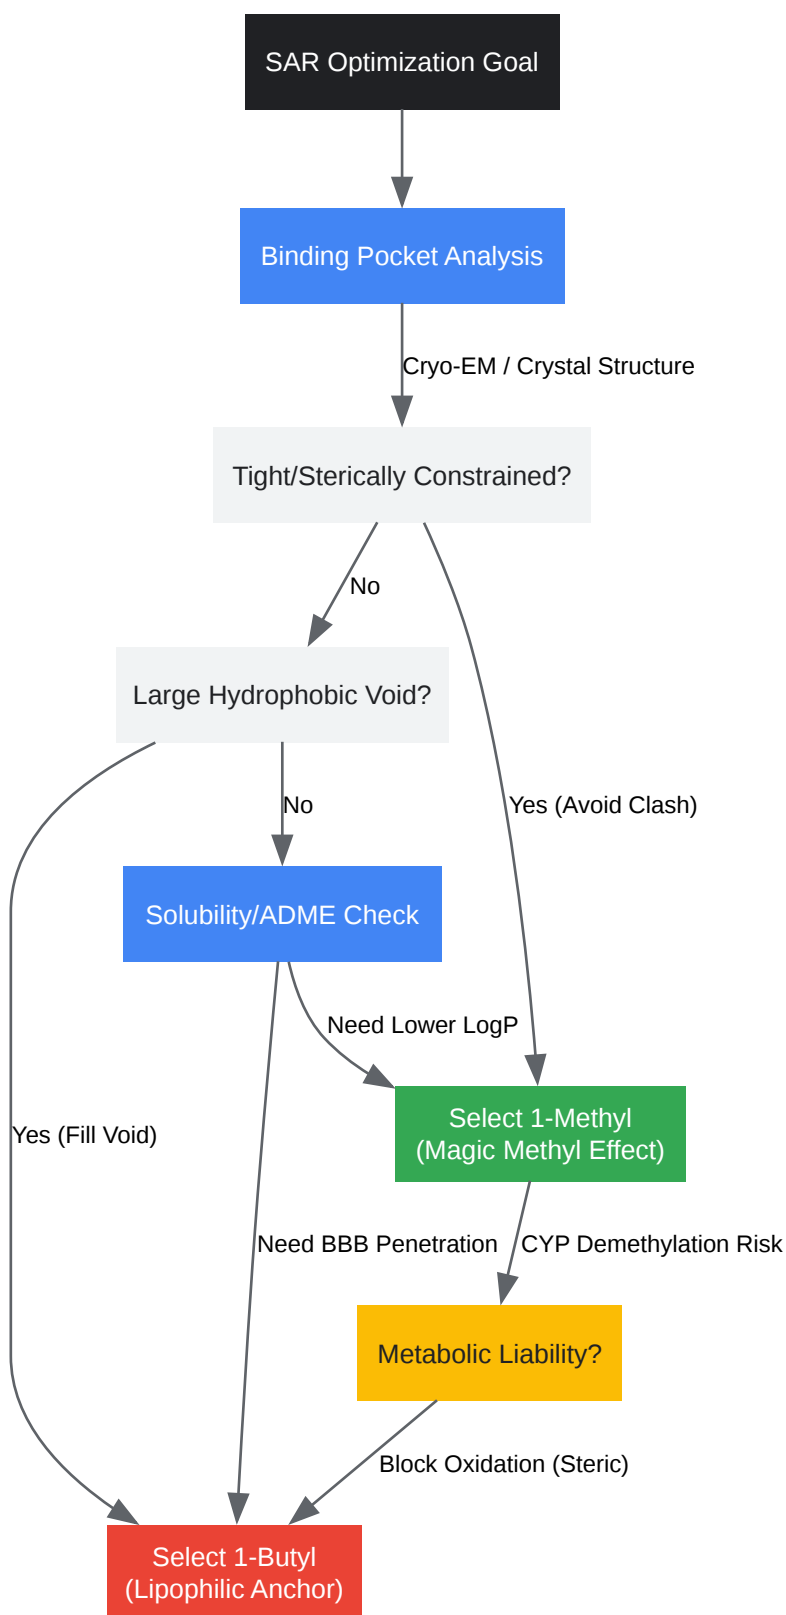 SAR Optimization Goal
Binding Pocket Analysis
Cryo-EM / Crystal Structure
Tight/Sterically Constrained?
No
Large Hydrophobic Void?
No
Yes (Avoid Clash)
Solubility/ADME Check
Need Lower LogP
Select 1-Methyl
(Magic Methyl Effect)
Yes (Fill Void)
Need BBB Penetration
CYP Demethylation Risk
Metabolic Liability?
Block Oxidation (Steric)
Select 1-Butyl
(Lipophilic Anchor)